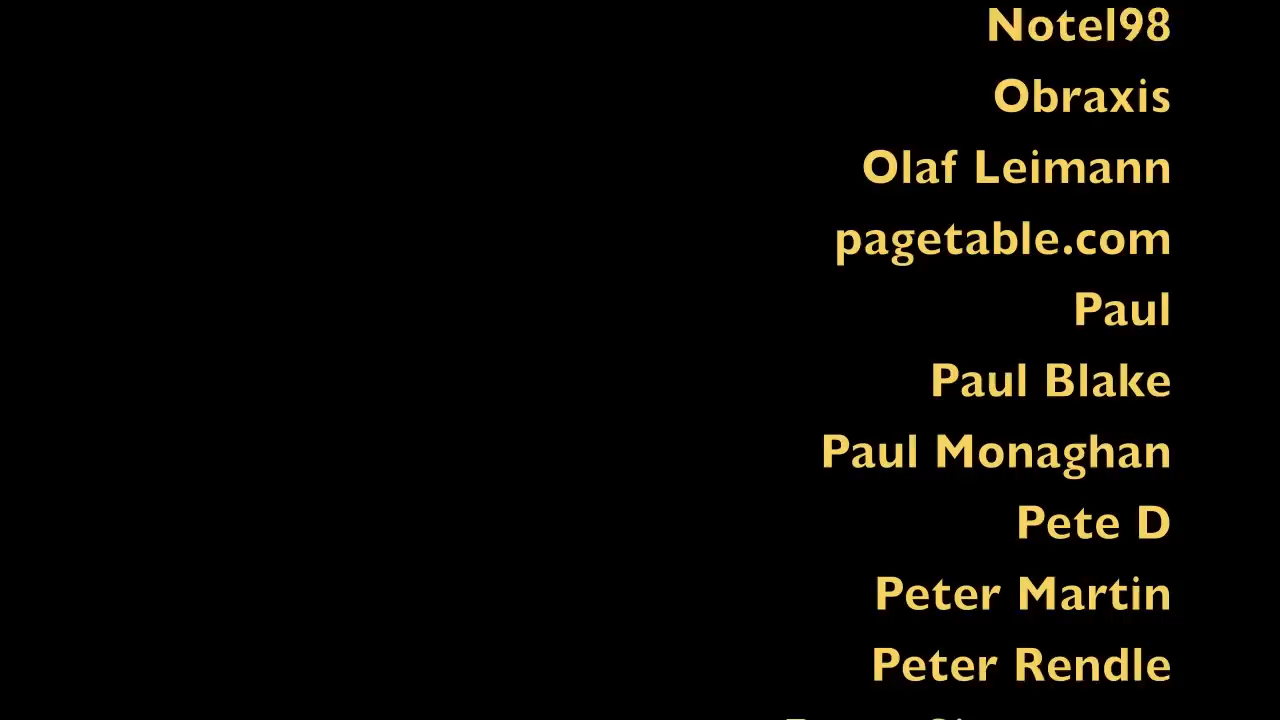 Notel98
Obraxis
Olaf Leimann
pagetable.com
Paul
Paul Blake
Paul Monaghan
Pete D
Peter Martin
Peter Rendle